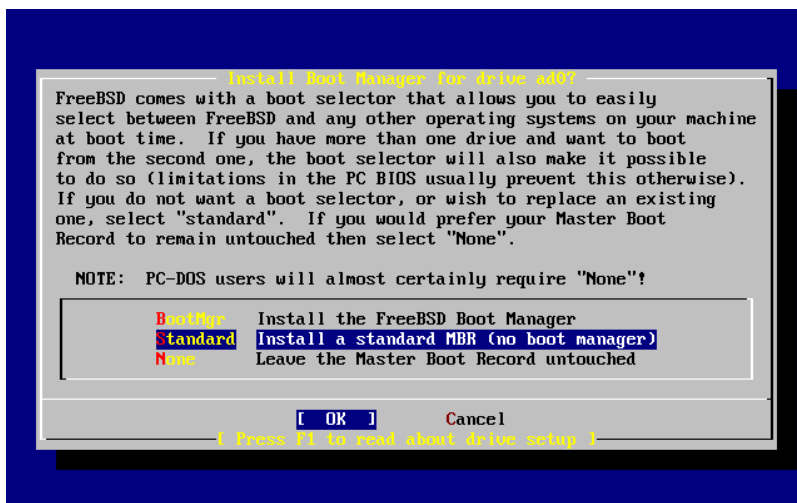 Install Boot Manager for drive ad0?
FreeBSD comes with a boot selector that allows you to easily
select between FreeBSD and any other operating systems on your machine
at boot time.  If you have more than one drive and want to boot
from the second one, the boot selector will also make it possible
to do so (limitations in the PC BIOS usually prevent this otherwise).
If you do not want a boot selector, or wish to replace an existing
one, select "standard".  If you would prefer your Master Boot
Record to remain untouched then select "None".
NOTE:  PC-DOS users will almost certainly require "None"!
BootMgr   Install the FreeBSD Boot Manager
Standard  Install a standard MBR (no boot manager)
None      Leave the Master Boot Record untouched
[  OK  ]       Cancel
[ Press F1 to read about drive setup ]